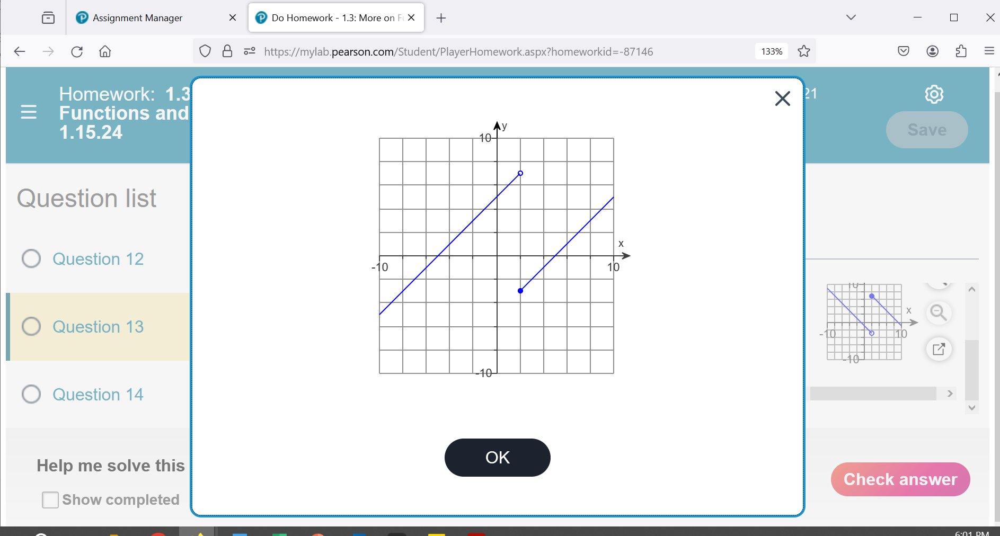 Assignment Manager
Do Homework - 1.3: More on Fu
https://mylab.pearson.com/Student/PlayerHomework.aspx?homeworkid=-87146
133%
Homework: 1.3
Functions and
1.15.24
21
Save
Question list
Question 12
Question 13
Question 14
Help me solve this
Show completed
y
10
x
-10
10
-10
OK
10
x
-10
10
-10
Check answer
6:01 PM